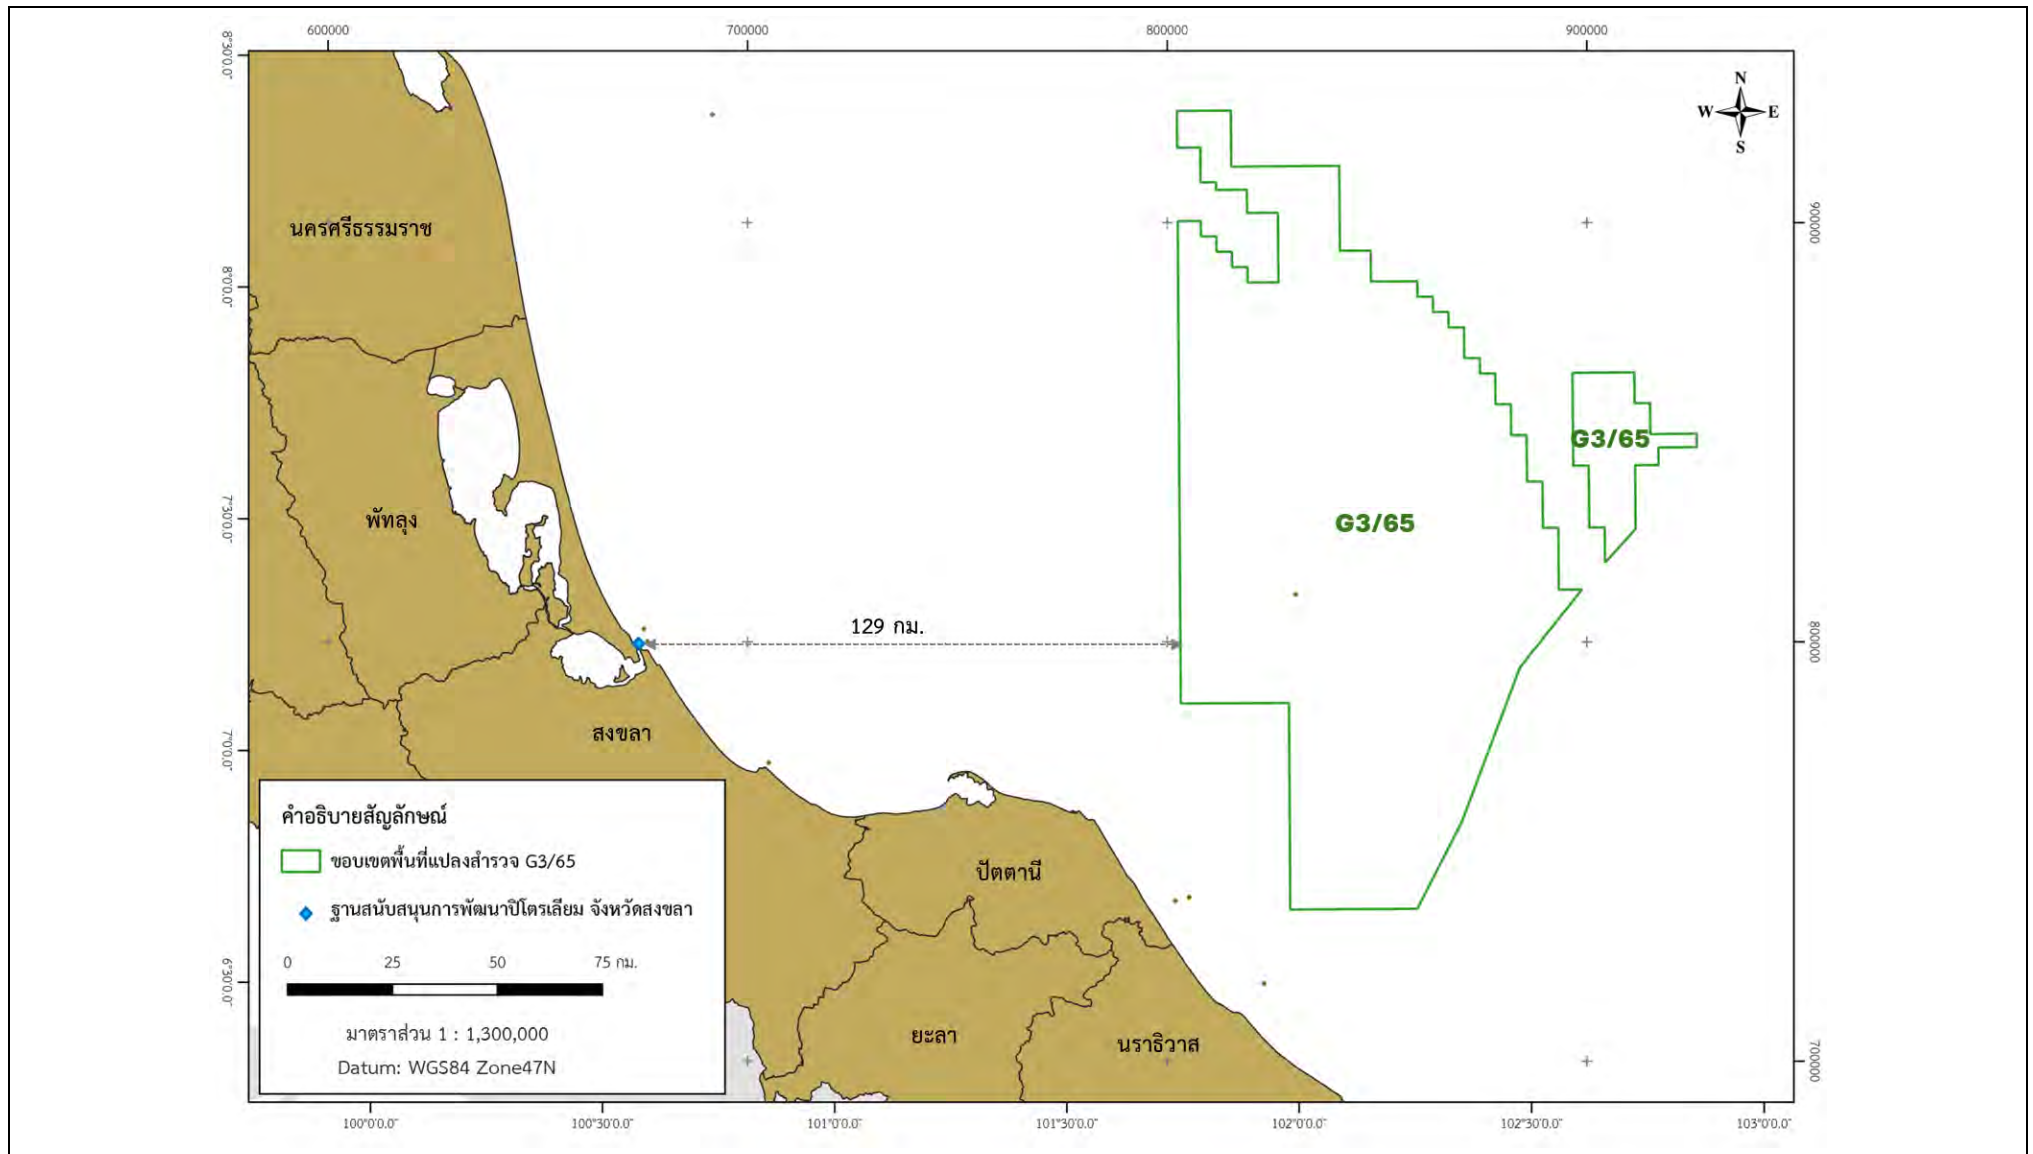 600000 700000 800000 900000
8°30'0.0"
N
W E
S
นครศรีธรรมราช
900000
8°0'0.0"
G3/65
พัทลุง
7°30'0.0"
G3/65
129 กม.
800000
สงขลา
7°0'0.0"
คำอธิบายสัญลักษณ์
ขอบเขตพื้นที่แปลงสำรวจ G3/65
ฐานสนับสนุนการพัฒนาปิโตรเลียม จังหวัดสงขลา
0 25 50 75 กม.
มาตราส่วน 1 : 1,300,000
Datum: WGS84 Zone47N
ปัตตานี
6°30'0.0"
ยะลา
นราธิวาส
700000
100°0'0.0" 100°30'0.0" 101°0'0.0" 101°30'0.0" 102°0'0.0" 102°30'0.0" 103°0'0.0"